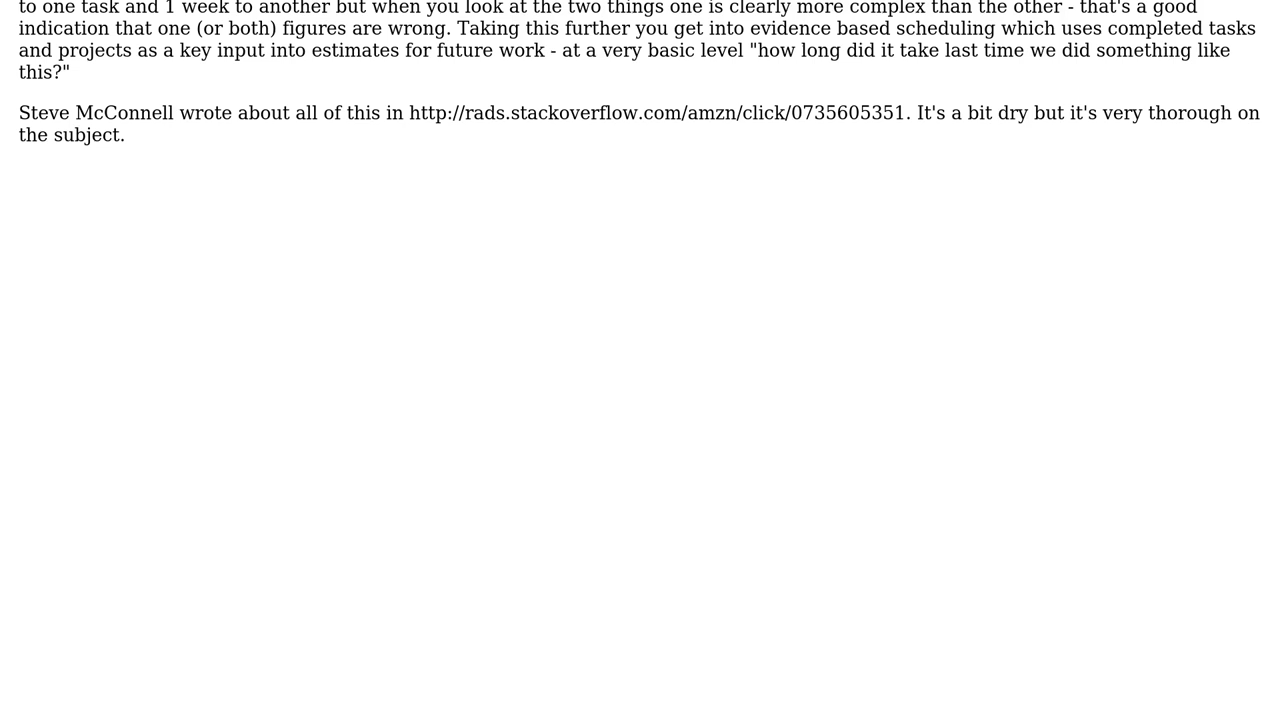 to one task and 1 week to another but when you look at the two things one is clearly more complex than the other - that's a good
indication that one (or both) figures are wrong. Taking this further you get into evidence based scheduling which uses completed tasks
and projects as a key input into estimates for future work - at a very basic level "how long did it take last time we did something like
this?"
Steve McConnell wrote about all of this in http://rads.stackoverflow.com/amzn/click/0735605351. It's a bit dry but it's very thorough on
the subject.